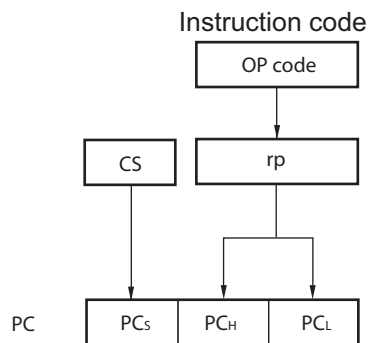 Instruction code
OP code
CS
rp
PC
PCS
PCH
PCL